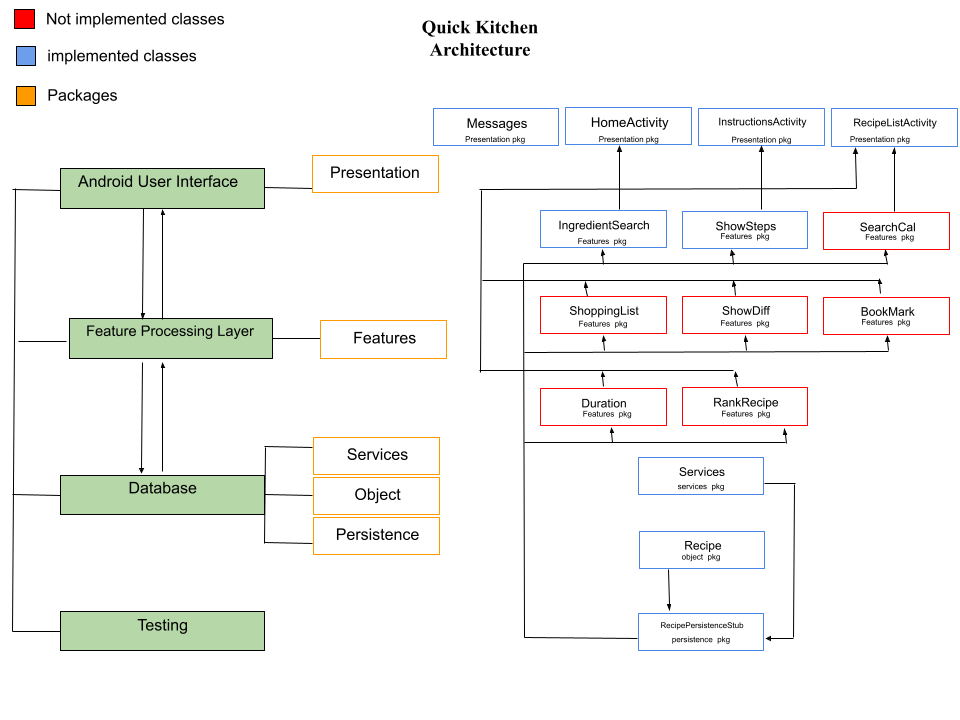 Not implemented classes
implemented classes
Packages
Quick Kitchen
Architecture
Android User Interface
Presentation
Feature Processing Layer
Features
Database
Services
Object
Persistence
Testing
Messages
Presentation pkg
HomeActivity
Presentation pkg
InstructionsActivity
Presentation pkg
RecipeListActivity
Presentation pkg
IngredientSearch
Features pkg
ShowSteps
Features pkg
SearchCal
Features pkg
ShoppingList
Features pkg
ShowDiff
Features pkg
BookMark
Features pkg
Duration
Features pkg
RankRecipe
Features pkg
Services
services pkg
Recipe
object pkg
RecipePersistenceStub
persistence pkg